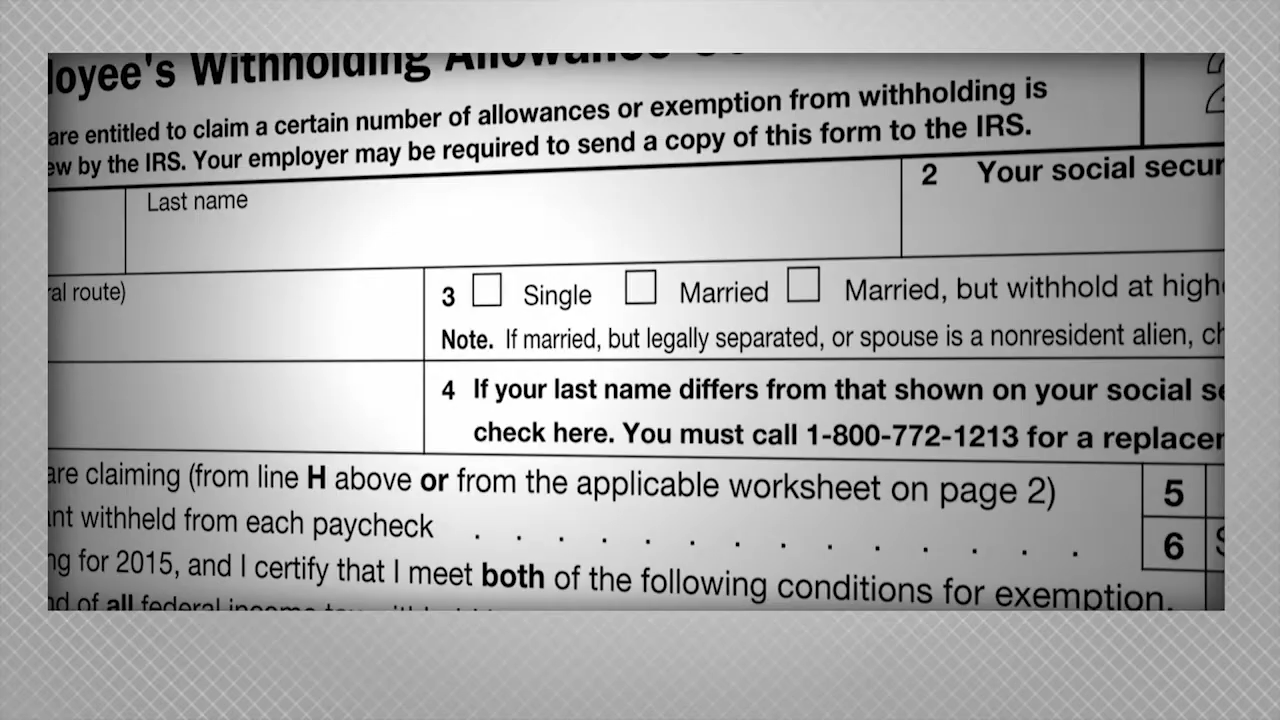 loyee's Withholding Allowance
are entitled to claim a certain number of allowances or exemption from withholding is
ew by the IRS. Your employer may be required to send a copy of this form to the IRS.
Last name
2 Your social secur
al route)
3 Single Married Married, but withhold at high
Note. If married, but legally separated, or spouse is a nonresident alien, ch
4 If your last name differs from that shown on your social se
check here. You must call 1-800-772-1213 for a replacer
are claiming (from line H above or from the applicable worksheet on page 2)
5
nt withheld from each paycheck . . . . . . . . . . . . . . .
6 $
ng for 2015, and I certify that I meet both of the following conditions for exemption.
nd of all federal income